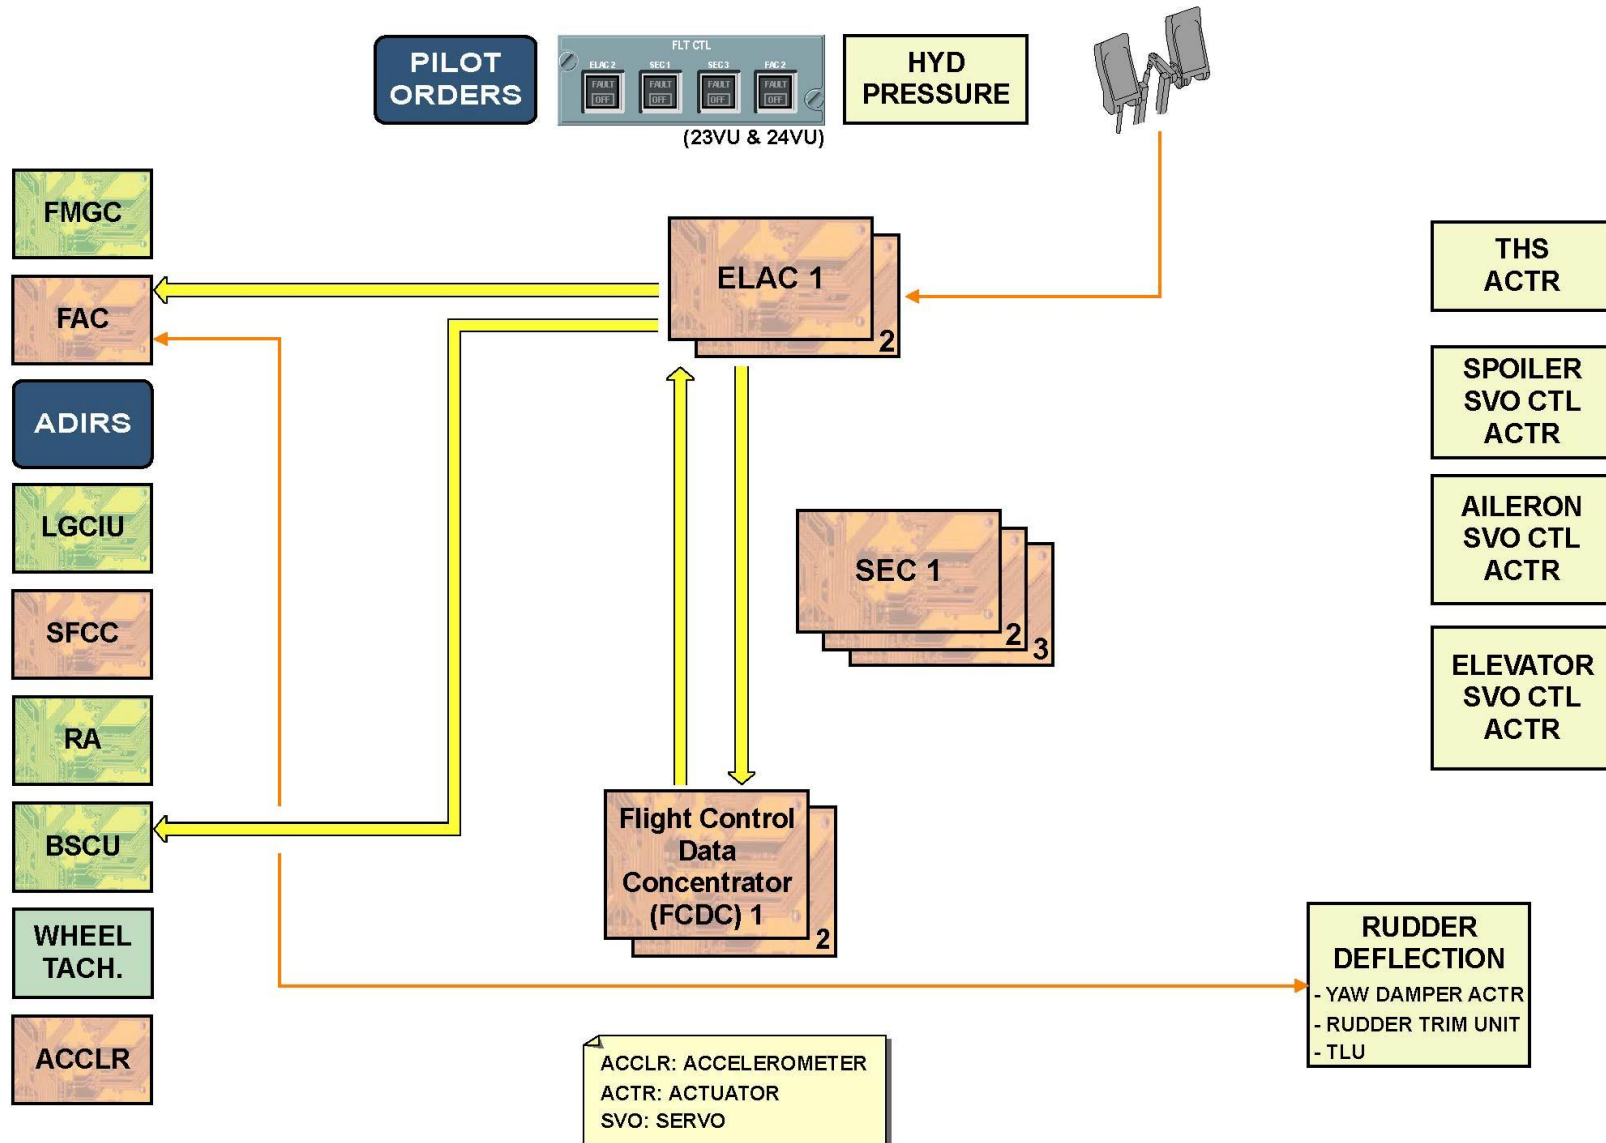 PILOT
ORDERS
FLT CTL
ELAC 2
SEC 1
SEC 3
FAC 2
FAULT
FAULT
FAULT
FAULT
OFF
OFF
OFF
OFF
(23VU & 24VU)
HYD
PRESSURE
FMGC
FAC
ADIRS
LGCIU
SFCC
RA
BSCU
WHEEL
TACH.
ACCLR
ELAC 1
2
SEC 1
2
3
Flight Control
Data
Concentrator
(FCDC) 1
2
THS
ACTR
SPOILER
SVO CTL
ACTR
AILERON
SVO CTL
ACTR
ELEVATOR
SVO CTL
ACTR
RUDDER
DEFLECTION
- YAW DAMPER ACTR
- RUDDER TRIM UNIT
- TLU
ACCLR: ACCELEROMETER
ACTR: ACTUATOR
SVO: SERVO